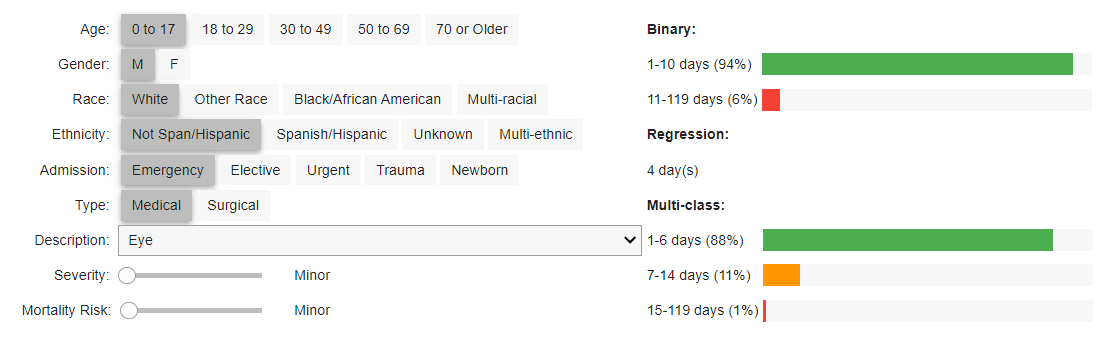 Age: 0 to 17 18 to 29 30 to 49 50 to 69 70 or Older
Gender: M F
Race: White Other Race Black/African American Multi-racial
Ethnicity: Not Span/Hispanic Spanish/Hispanic Unknown Multi-ethnic
Admission: Emergency Elective Urgent Trauma Newborn
Type: Medical Surgical
Description: Eye
Severity: Minor
Mortality Risk: Minor
Binary:
1-10 days (94%)
11-119 days (6%)
Regression:
4 day(s)
Multi-class:
1-6 days (88%)
7-14 days (11%)
15-119 days (1%)